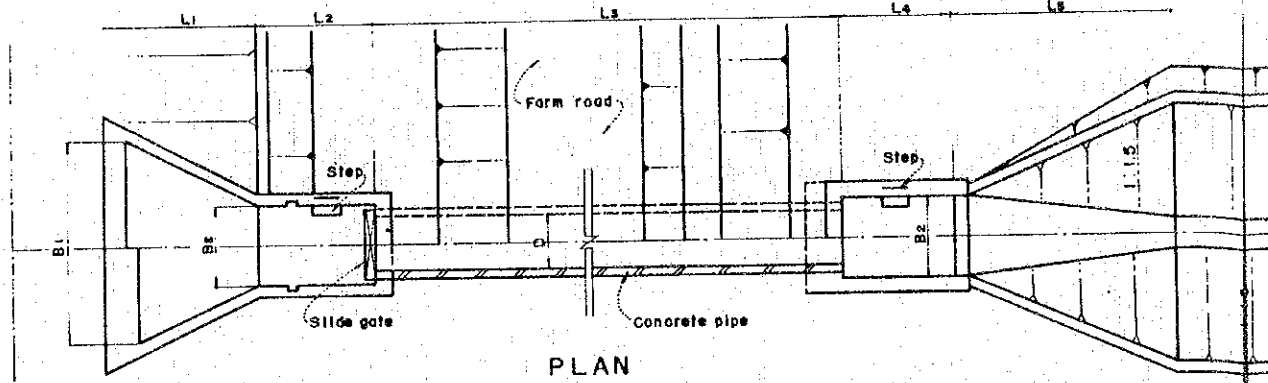 L1 L2 L3 L4 L5
Farm road
Step
Step
1:1.5
B1
B3
D
B2
Slide gate
Concrete pipe
PLAN